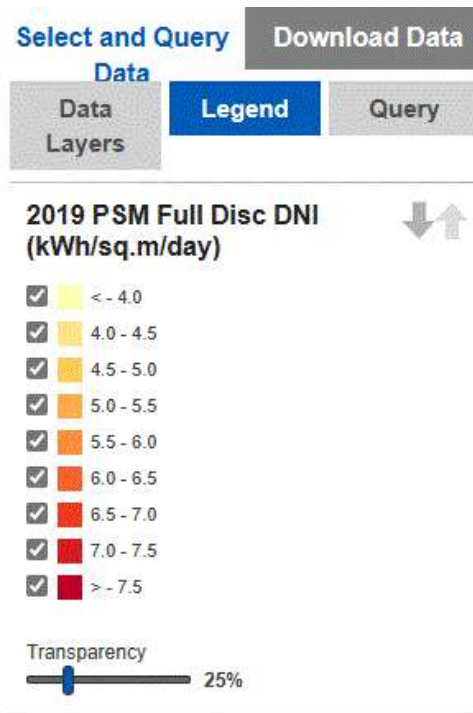 Select and Query
Data
Download Data
Data
Layers
Legend
Query
2019 PSM Full Disc DNI
(kWh/sq.m/day)
< - 4.0
4.0 - 4.5
4.5 - 5.0
5.0 - 5.5
5.5 - 6.0
6.0 - 6.5
6.5 - 7.0
7.0 - 7.5
> - 7.5
Transparency
25%